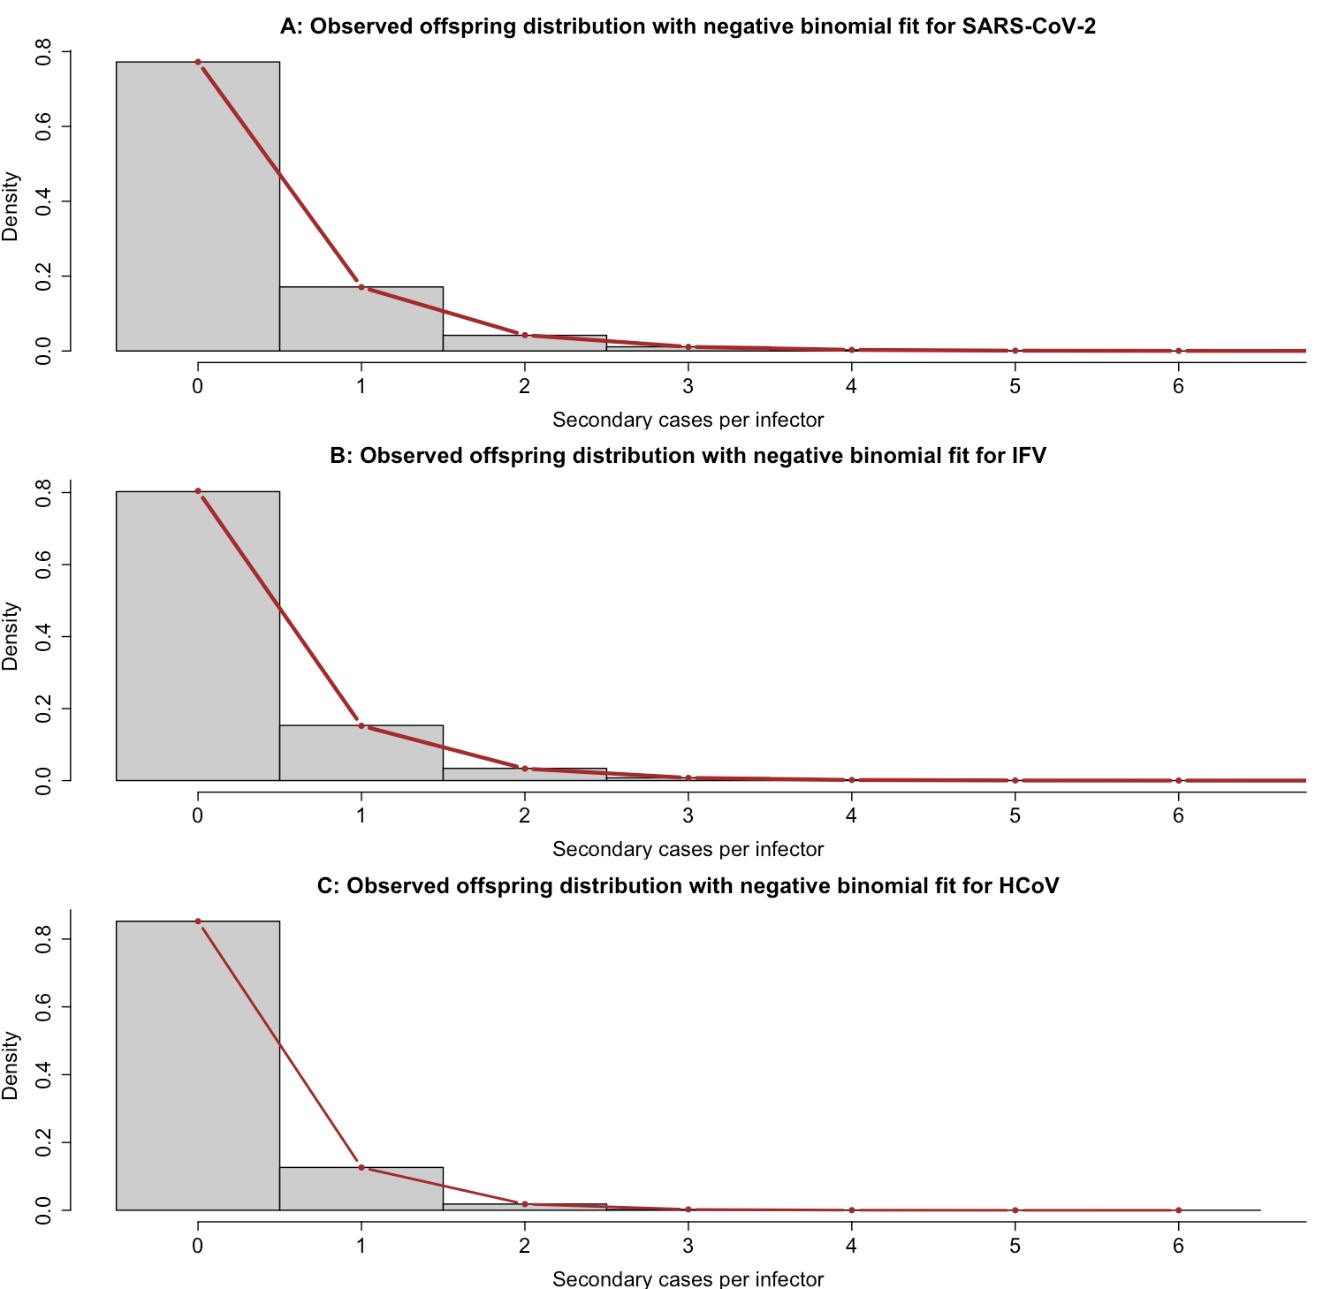 A: Observed offspring distribution with negative binomial fit for SARS-CoV-2
0.8
0.6
0.4
0.2
0.0
Density
0 1 2 3 4 5 6
Secondary cases per infector
B: Observed offspring distribution with negative binomial fit for IFV
0.8
0.6
0.4
0.2
0.0
Density
0 1 2 3 4 5 6
Secondary cases per infector
C: Observed offspring distribution with negative binomial fit for HCoV
0.8
0.6
0.4
0.2
0.0
Density
0 1 2 3 4 5 6
Secondary cases per infector